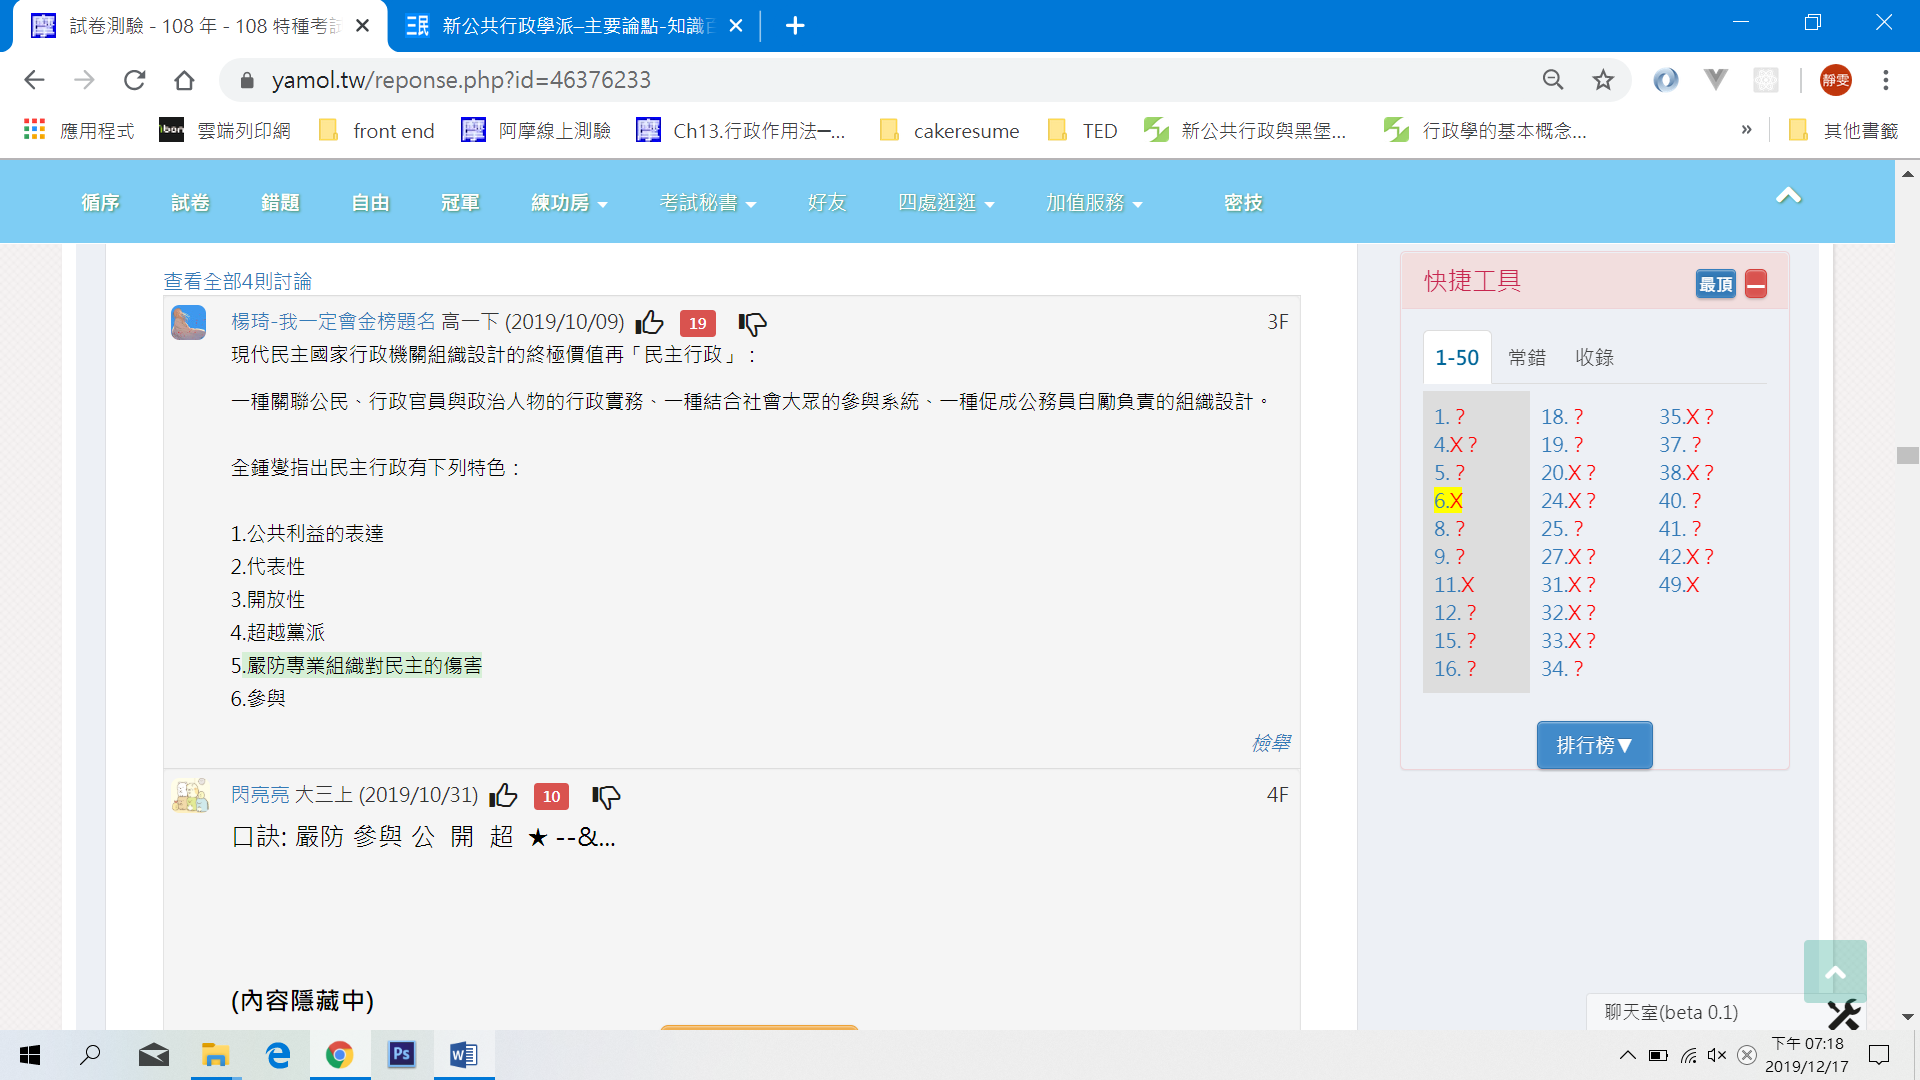 試卷測驗 - 108 年 - 108 特種考試
新公共行政學派─主要論點-知識
yamol.tw/reponse.php?id=46376233
靜雯
應用程式
ibon
雲端列印網
front end
阿摩線上測驗
Ch13.行政作用法─...
cakeresume
TED
新公共行政與黑堡...
行政學的基本概念...
»
其他書籤
循序
試卷
錯題
自由
冠軍
練功房
考試秘書
好友
四處逛逛
加值服務
密技
查看全部4則討論
楊琦-我一定會金榜題名 高一下 (2019/10/09) 19 3F
現代民主國家行政機關組織設計的終極價值再「民主行政」：
一種關聯公民、行政官員與政治人物的行政實務、一種結合社會大眾的參與系統、一種促成公務員自勵負責的組織設計。
全鍾燮指出民主行政有下列特色：
1.公共利益的表達
2.代表性
3.開放性
4.超越黨派
5.嚴防專業組織對民主的傷害
6.參與
檢舉
閃亮亮 大三上 (2019/10/31) 10 4F
口訣: 嚴防 參與 公 開 超 ★ --&...
(內容隱藏中)
快捷工具
最頂
1-50 常錯 收錄
1. ? 18. ? 35.X ?
4.X ? 19. ? 37. ?
5. ? 20.X ? 38.X ?
6.X 24.X ? 40. ?
8. ? 25. ? 41. ?
9. ? 27.X ? 42.X ?
11.X 31.X ? 49.X
12. ? 32.X ?
15. ? 33.X ?
16. ? 34. ?
排行榜▼
聊天室(beta 0.1)
Ps
下午 07:18
2019/12/17